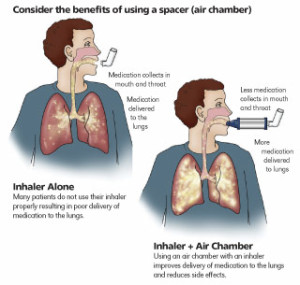 Consider the benefits of using a spacer (air chamber)
Medication collects in
mouth and throat
Medication
delivered
to the
lungs
Inhaler Alone
Many patients do not use their inhaler
properly resulting in poor delivery of
medication to the lungs.
Less medication
collects in mouth
and throat
More
medication
delivered
to lungs
Inhaler + Air Chamber
Using an air chamber with an inhaler
improves delivery of medication to the lungs
and reduces side effects.